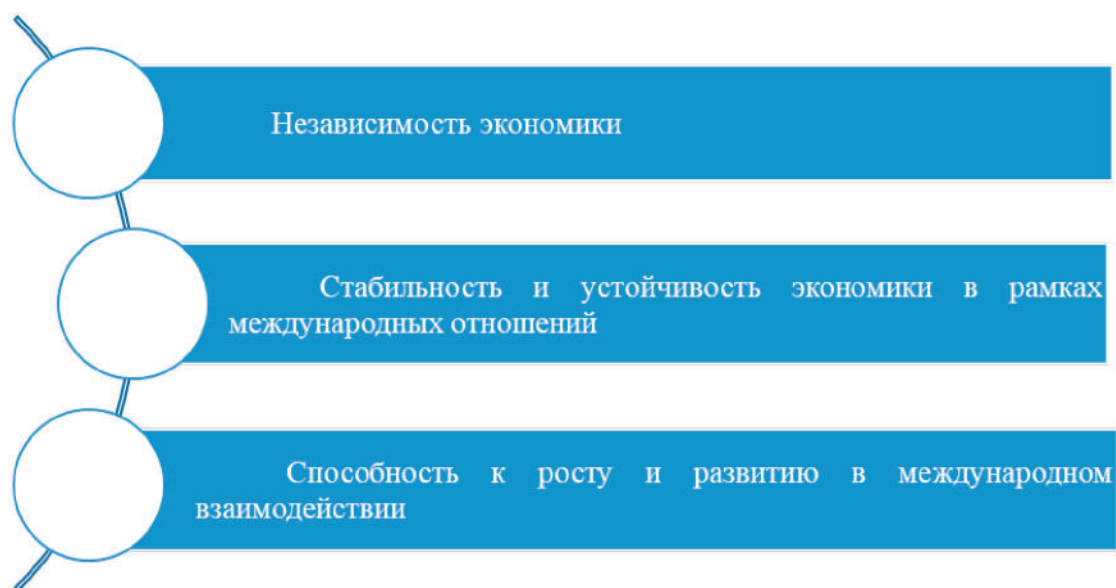 Независимость экономики
Стабильность и устойчивость экономики в рамках
международных отношений
Способность к росту и развитию в международном
взаимодействии